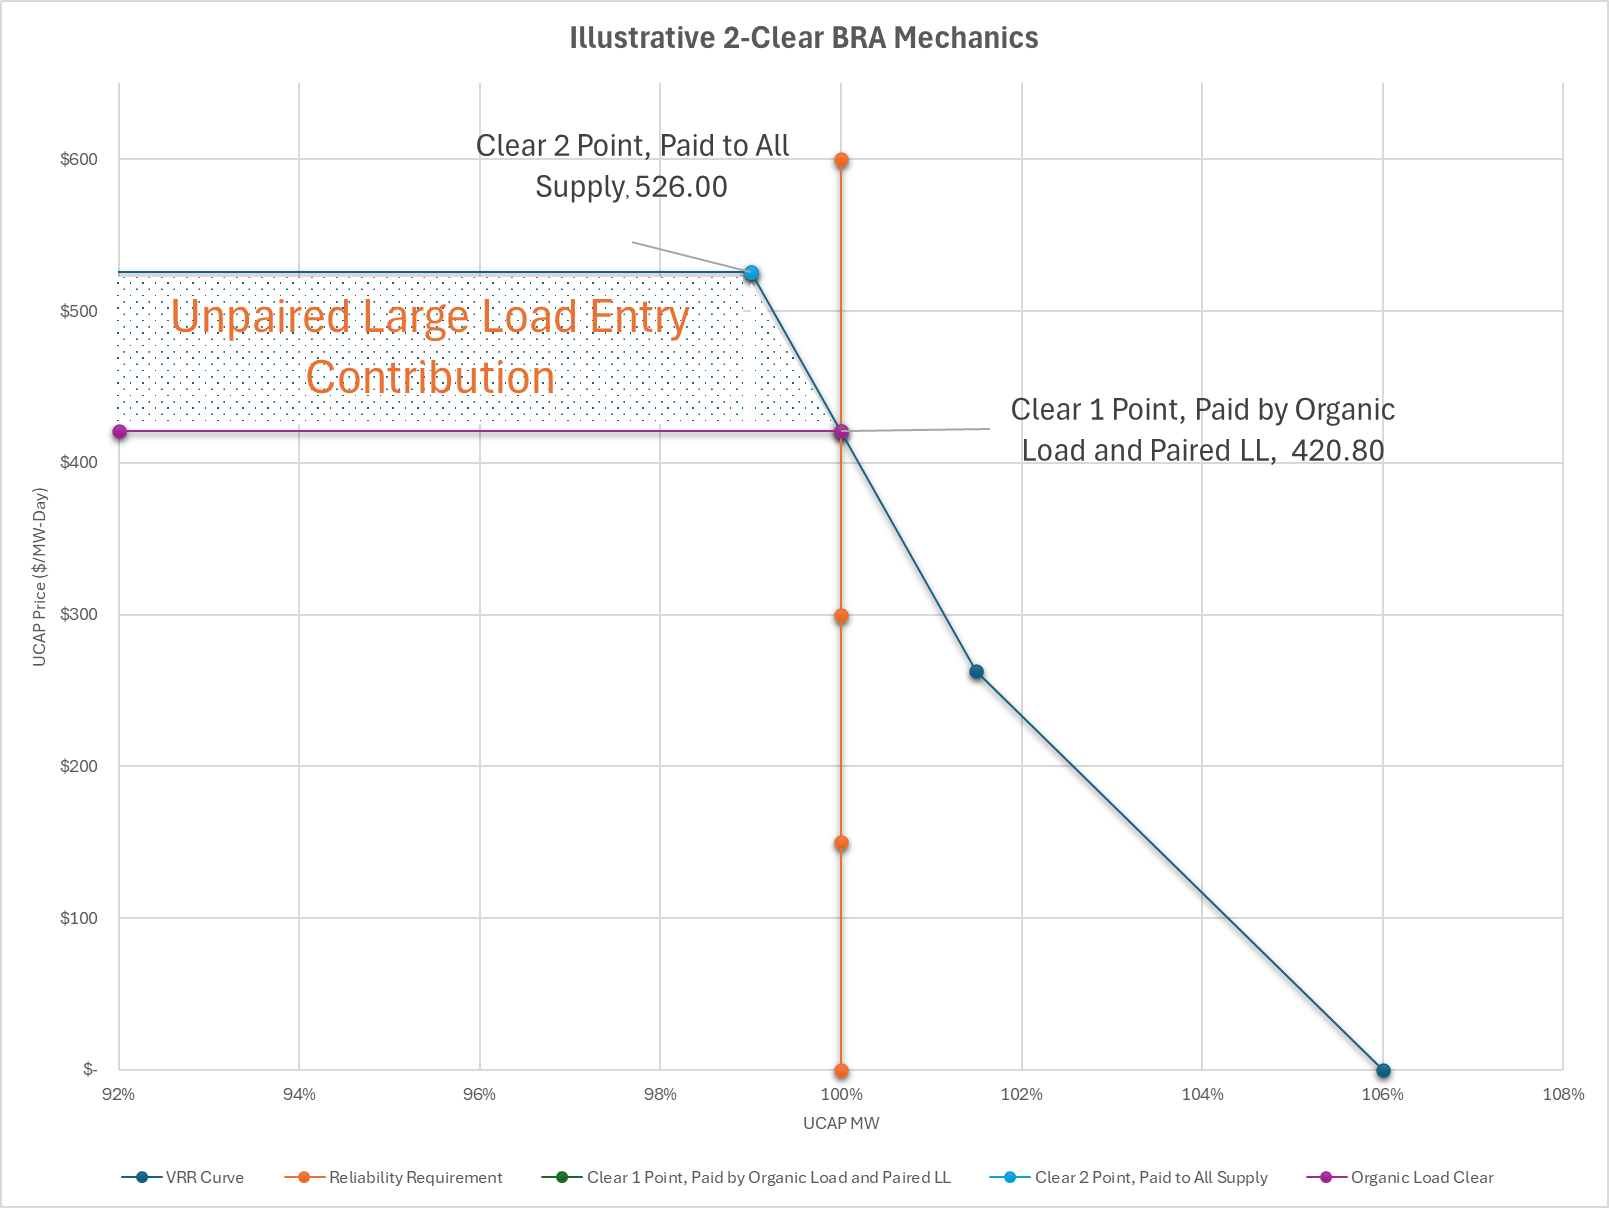 Illustrative 2-Clear BRA Mechanics
Clear 2 Point, Paid to All
Supply, 526.00
Unpaired Large Load Entry
Contribution
Clear 1 Point, Paid by Organic
Load and Paired LL, 420.80
UCAP Price ($/MW-Day)
$600
$500
$400
$300
$200
$100
$-
92%
94%
96%
98%
100%
102%
104%
106%
108%
UCAP MW
VRR Curve
Reliability Requirement
Clear 1 Point, Paid by Organic Load and Paired LL
Clear 2 Point, Paid to All Supply
Organic Load Clear